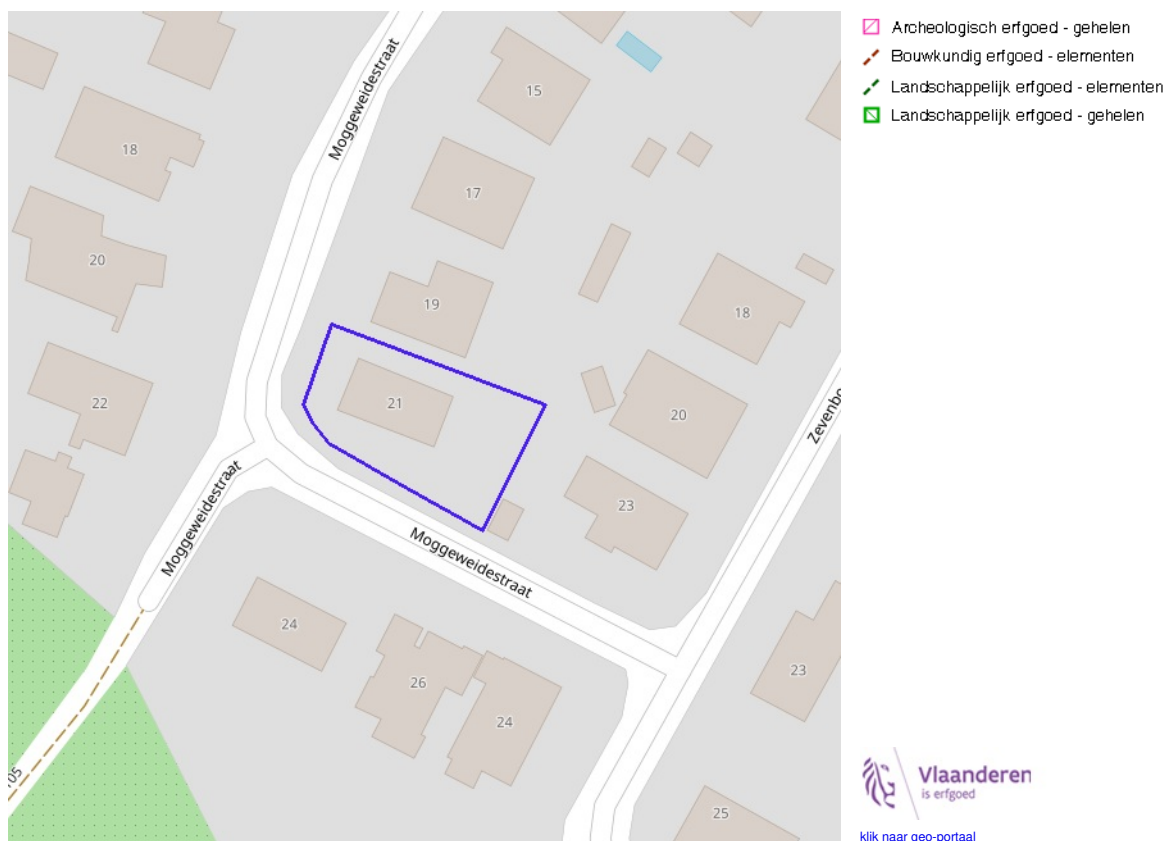 Moggeweidestraat
15
18
17
20
19
18
22
21
20
Zevenbo
Moggeweidestraat
23
Moggeweidestraat
24
26
24
23
25
Archeologisch erfgoed - gehelen
Bouwkundig erfgoed - elementen
Landschappelijk erfgoed - elementen
Landschappelijk erfgoed - gehelen
Vlaanderen
is erfgoed
klik naar geo-portaal